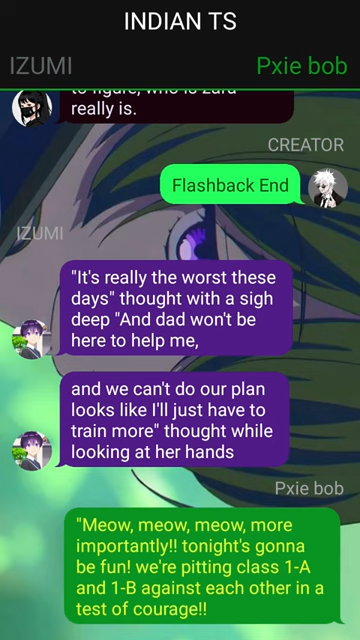 INDIAN TS
IZUMI
Pxie bob
really is.
CREATOR
Flashback End
IZUMI
"It's really the worst these
days" thought with a sigh
deep "And dad won't be
here to help me,
and we can't do our plan
looks like I'll just have to
train more" thought while
looking at her hands
Pxie bob
"Meow, meow, meow, more
importantly!! tonight's gonna
be fun! we're pitting class 1-A
and 1-B against each other in a
test of courage!!